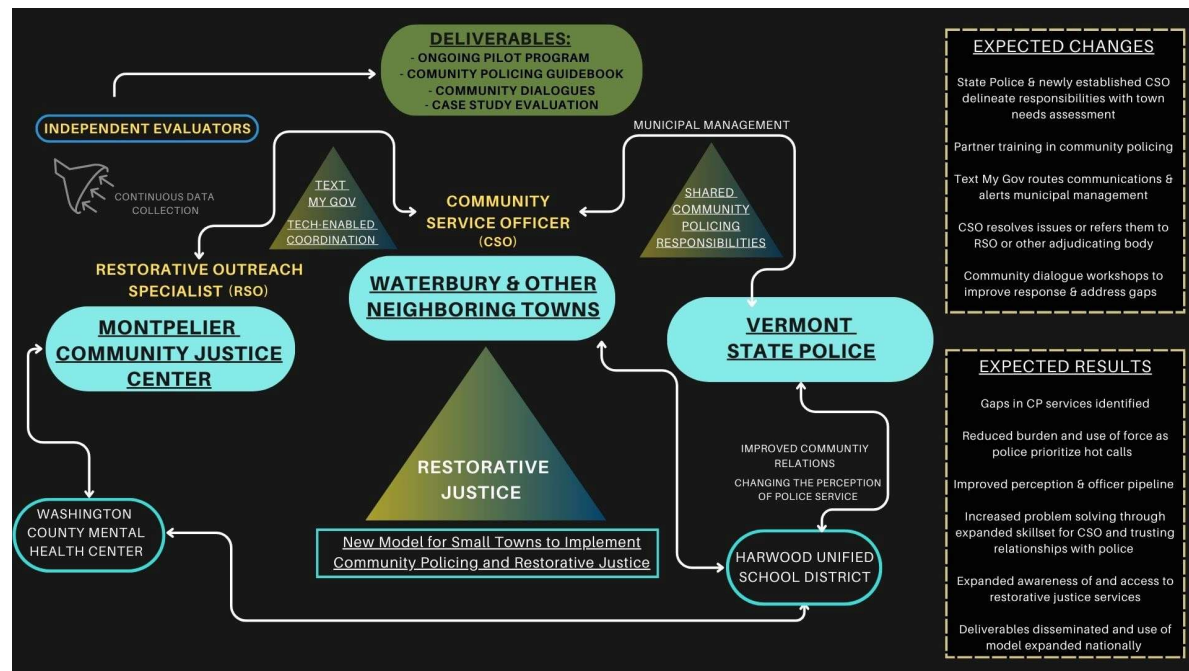 DELIVERABLES:
- ONGOING PILOT PROGRAM
- COMUNITY POLICING GUIDEBOOK
- COMMUNITY DIALOGUES
- CASE STUDY EVALUATION
INDEPENDENT EVALUATORS
CONTINUOUS DATA
COLLECTION
TEXT
MY GOV
TECH-ENABLED
COORDINATION
COMMUNITY
SERVICE OFFICER
(CSO)
MUNICIPAL MANAGEMENT
SHARED
COMMUNITY
POLICING
RESPONSIBILITIES
RESTORATIVE OUTREACH
SPECIALIST (RSO)
MONTPELIER
COMMUNITY JUSTICE
CENTER
WATERBURY & OTHER
NEIGHBORING TOWNS
VERMONT
STATE POLICE
RESTORATIVE
JUSTICE
New Model for Small Towns to Implement
Community Policing and Restorative Justice
IMPROVED COMMUNTIY
RELATIONS
CHANGING THE PERCEPTION
OF POLICE SERVICE
WASHINGTON
COUNTY MENTAL
HEALTH CENTER
HARWOOD UNIFIED
SCHOOL DISTRICT
EXPECTED CHANGES
State Police & newly established CSO
delineate responsibilities with town
needs assessment
Partner training in community policing
Text My Gov routes communications &
alerts municipal management
CSO resolves issues or refers them to
RSO or other adjudicating body
Community dialogue workshops to
improve response & address gaps
EXPECTED RESULTS
Gaps in CP services identified
Reduced burden and use of force as
police prioritize hot calls
Improved perception & officer pipeline
Increased problem solving through
expanded skillset for CSO and trusting
relationships with police
Expanded awareness of and access to
restorative justice services
Deliverables disseminated and use of
model expanded nationally